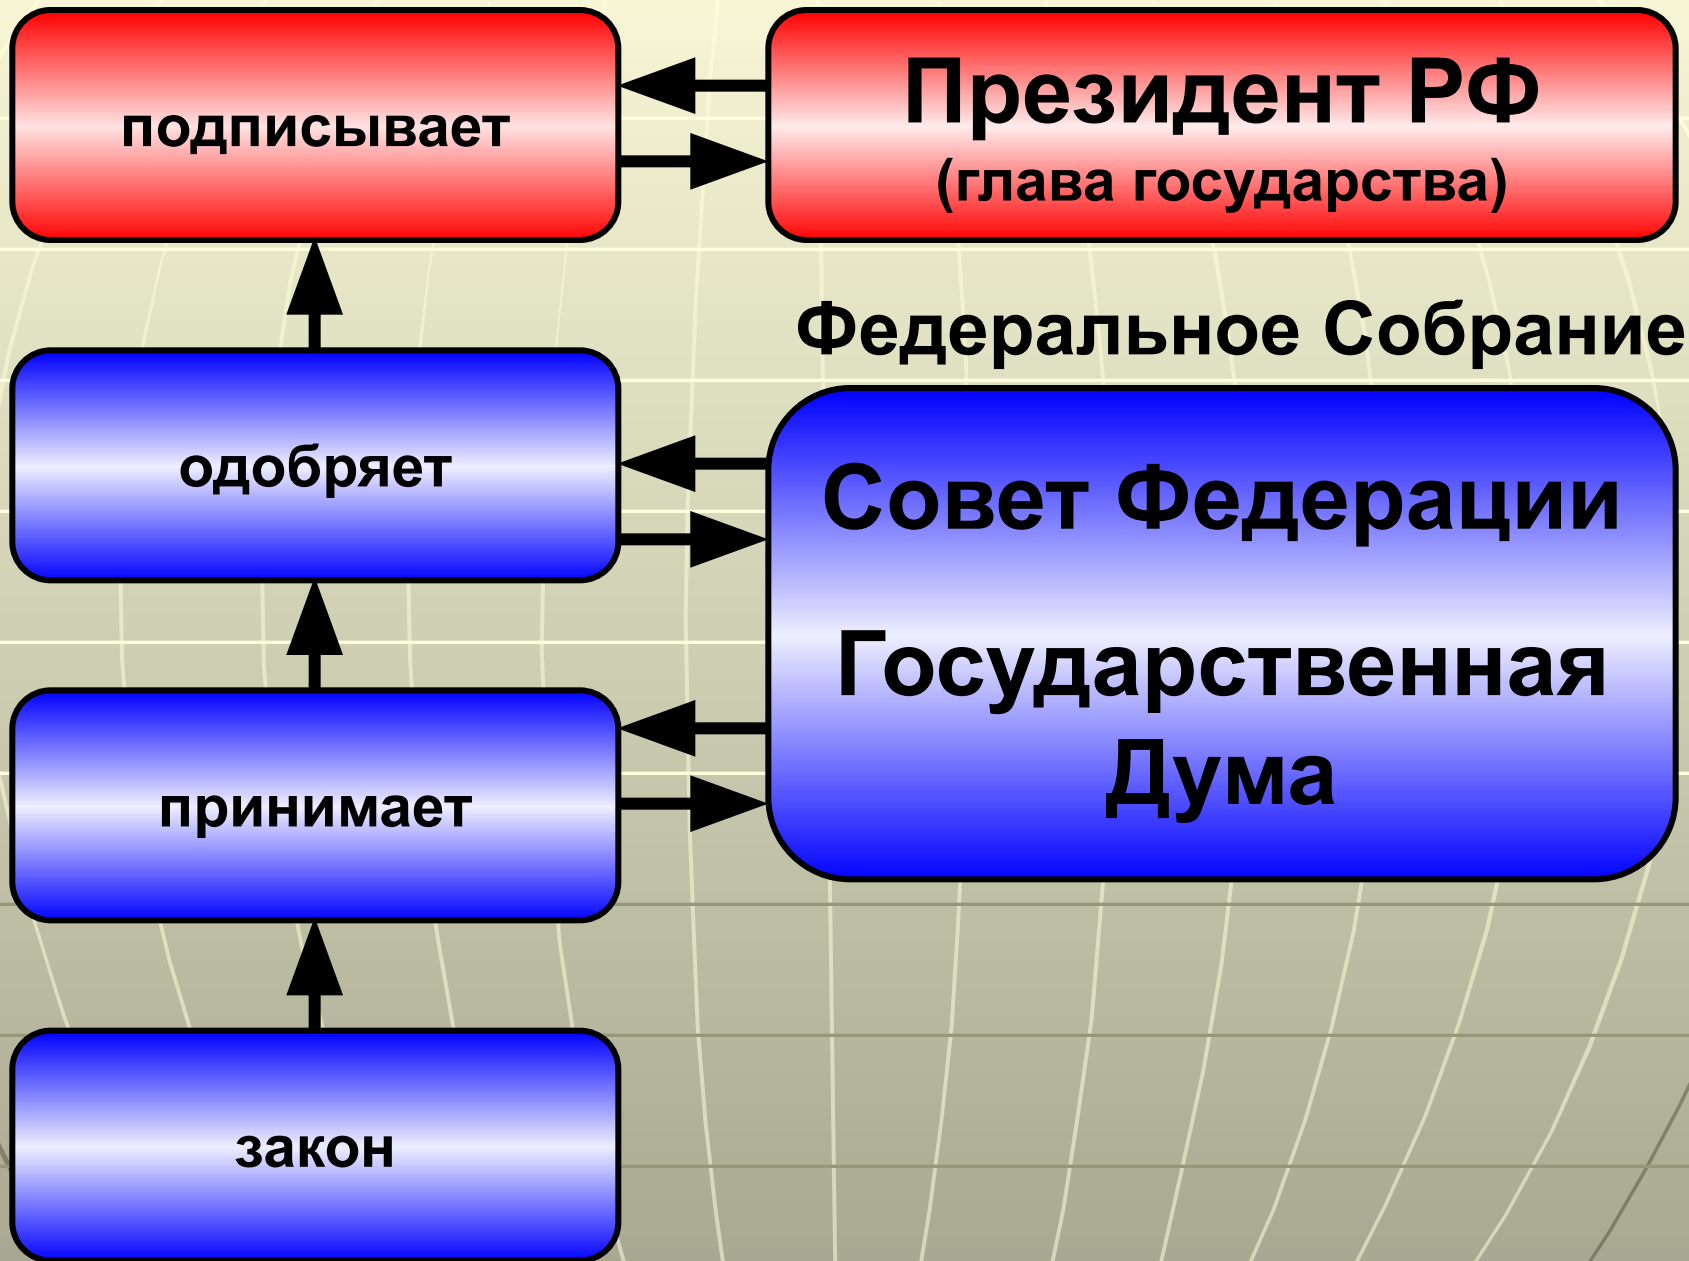 подписывает
Президент РФ
(глава государства)
Федеральное Собрание
одобряет
Совет Федерации
Государственная
Дума
принимает
закон